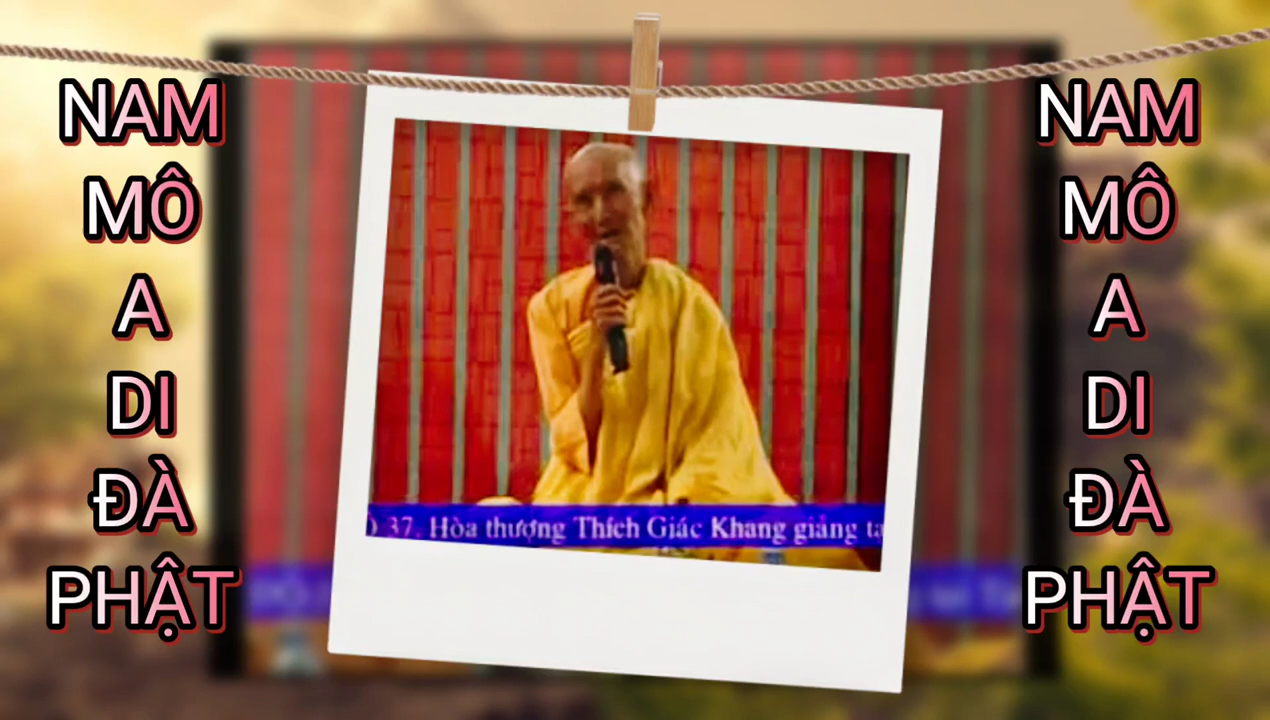 NAM
MÔ
A
DI
ĐÀ
PHẬT
37. Hòa thượng Thích Giác Khang giảng
NAM
MÔ
A
DI
ĐÀ
PHẬT